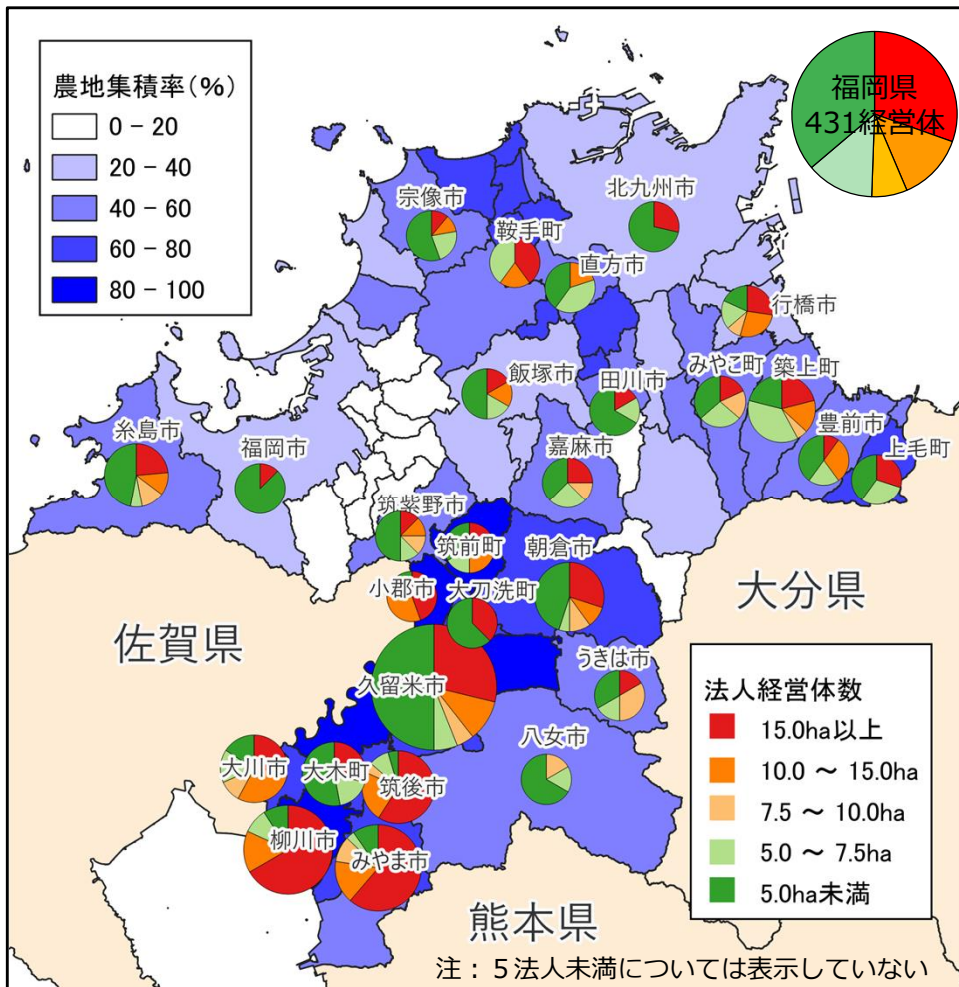 農地集積率(%)
0 - 20
20 - 40
40 - 60
60 - 80
80 - 100
福岡県
431経営体
北九州市
宗像市
鞍手町
直方市
行橋市
飯塚市
田川市
みやこ町
築上町
豊前市
上毛町
糸島市
福岡市
嘉麻市
筑紫野市
筑前町
朝倉市
小郡市
大刀洗町
大分県
佐賀県
久留米市
うきは市
八女市
大川市
大木町
筑後市
柳川市
みやま市
熊本県
法人経営体数
15.0ha以上
10.0 ～ 15.0ha
7.5 ～ 10.0ha
5.0 ～ 7.5ha
5.0ha未満
注：５法人未満については表示していない